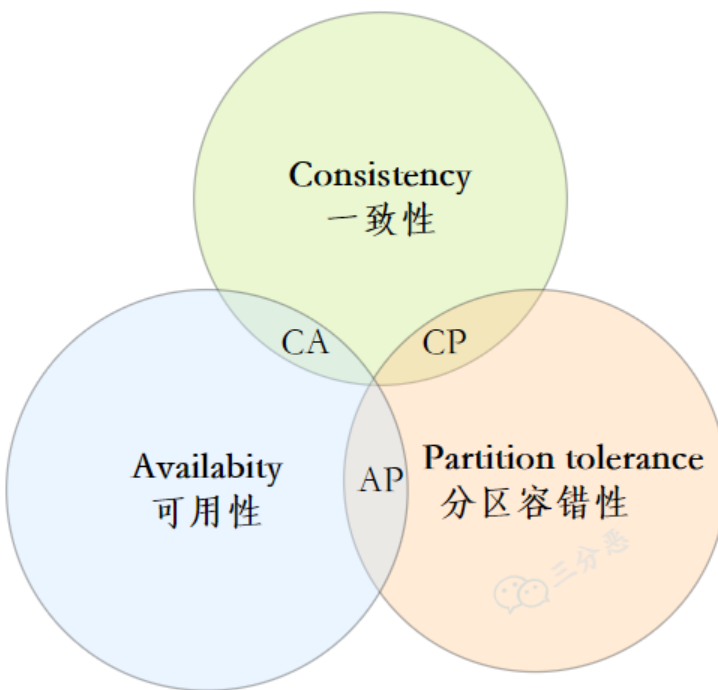 Consistency
一致性
CA
CP
Availabity
可用性
AP
Partition tolerance
分区容错性
三分恶